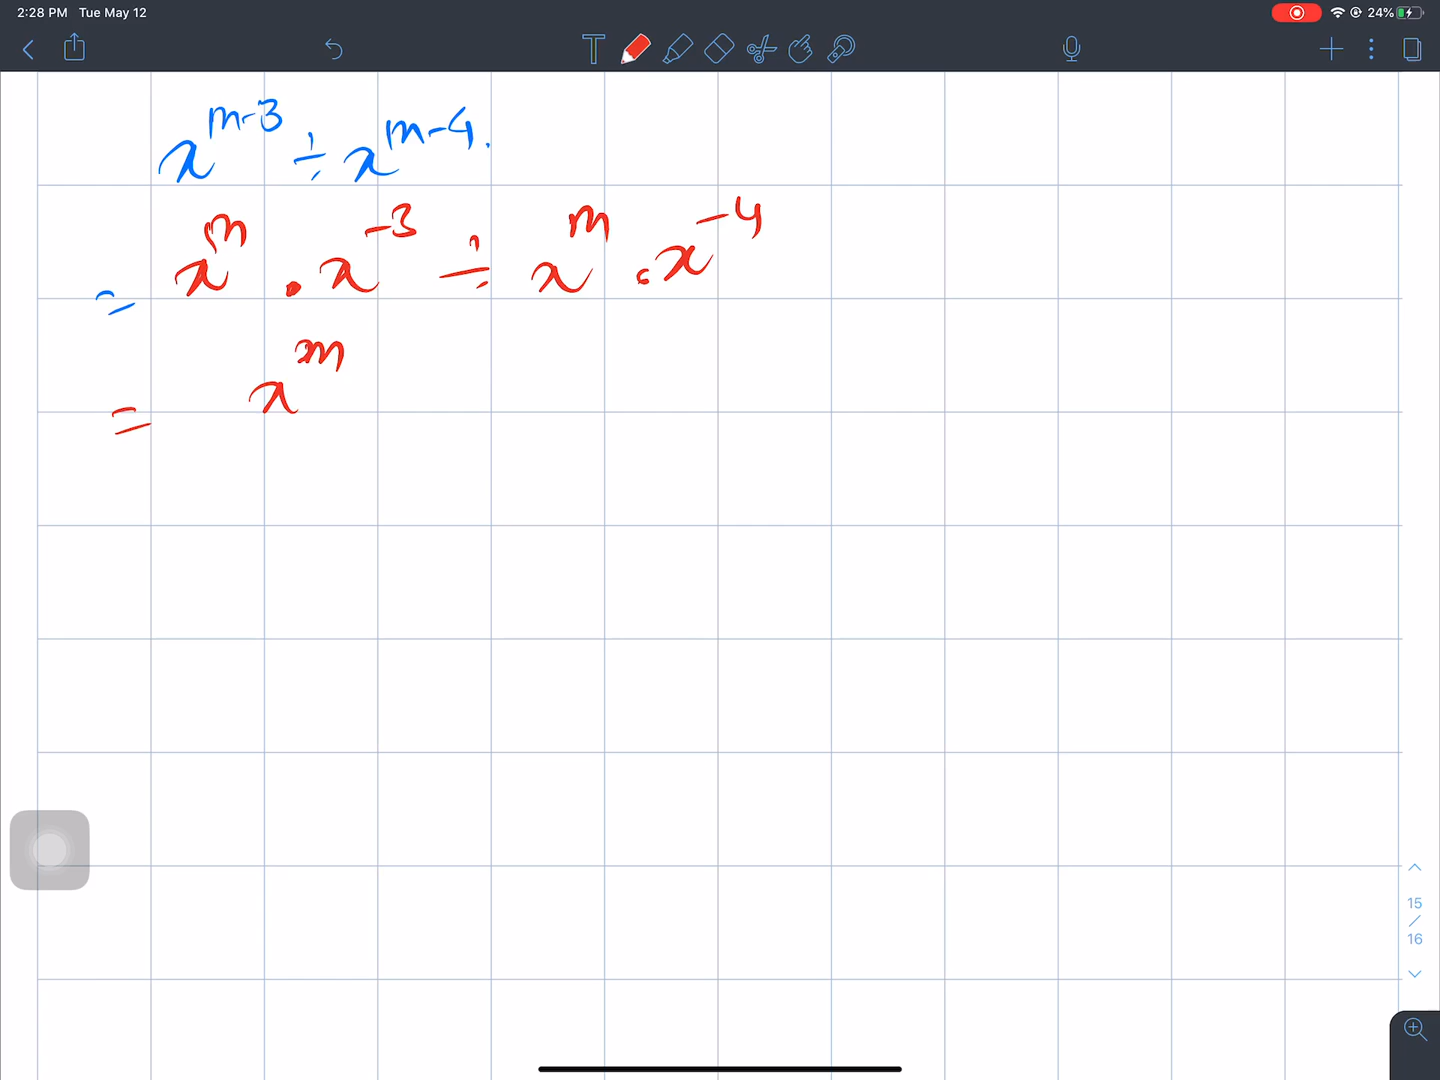 2:28 PM Tue May 12 24%
T
x^{m-3} ÷ x^{m-4}.
= x^m . x^{-3} ÷ x^m . x^{-4}
= x^m
15
/
16